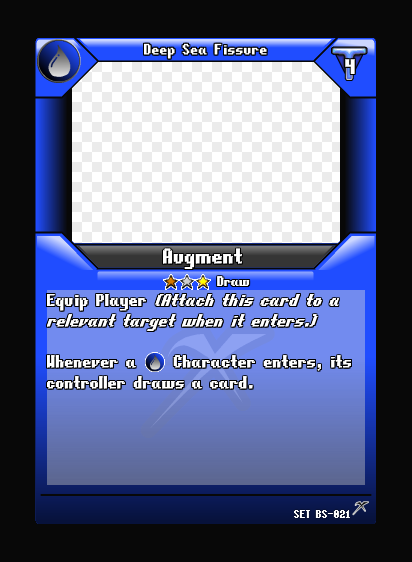 Deep Sea Fissure
4
Augment
Draw
Equip Player (Attach this card to a
relevant target when it enters.)
Whenever a Character enters, its
controller draws a card.
SET BS-021